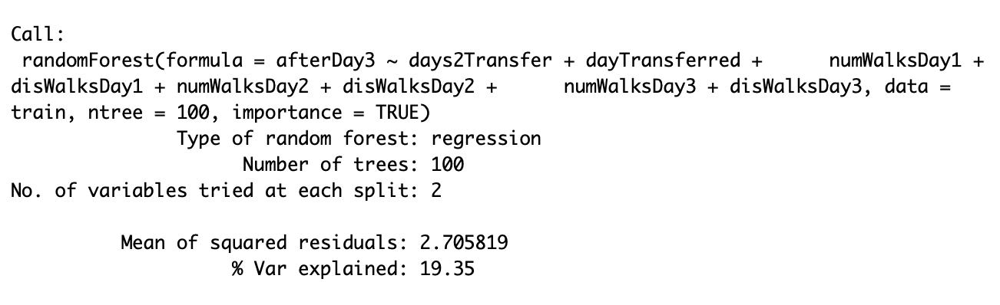 Call:
 randomForest(formula = afterDay3 ~ days2Transfer + dayTransferred +      numWalksDay1 +
disWalksDay1 + numWalksDay2 + disWalksDay2 +      numWalksDay3 + disWalksDay3, data =
train, ntree = 100, importance = TRUE)
               Type of random forest: regression
                     Number of trees: 100
No. of variables tried at each split: 2

          Mean of squared residuals: 2.705819
                    % Var explained: 19.35